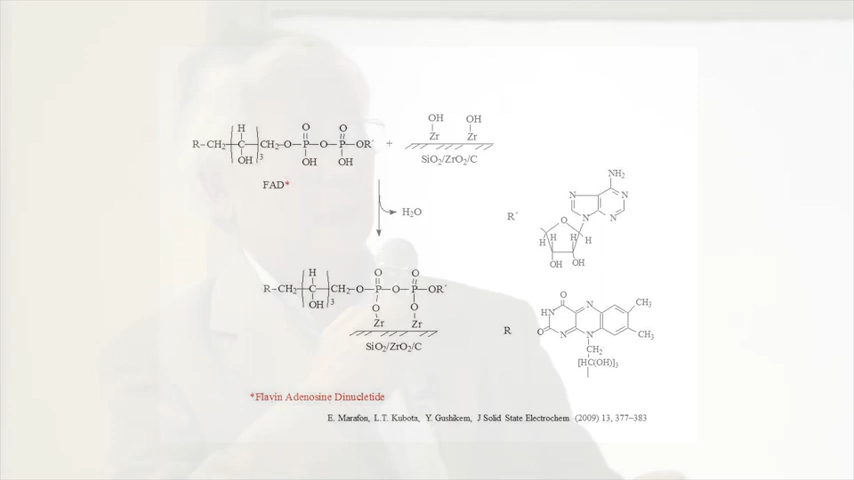 R–CH₂ H C OH 3 CH₂–O–P–O–P–OR´ O O OH OH
+
OH OH
Zr Zr
SiO₂/ZrO₂/C
FAD*
H₂O
NH₂
N N N N
R´
O
H H H H
OH OH
R–CH₂ H C OH 3 CH₂–O–P–O–P–OR´ O O O O
Zr Zr
SiO₂/ZrO₂/C
R
O
HN N CH₃
O N N CH₃
CH₂
[HC(OH)]₃
*Flavin Adenosine Dinucletide
E. Marafon, L.T. Kubota, Y. Gushikem, J Solid State Electrochem (2009) 13, 377–383